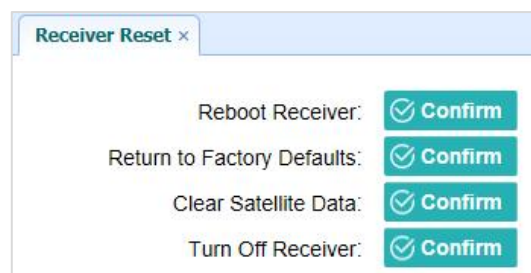 Receiver Reset ×
Reboot Receiver: Confirm
Return to Factory Defaults: Confirm
Clear Satellite Data: Confirm
Turn Off Receiver: Confirm